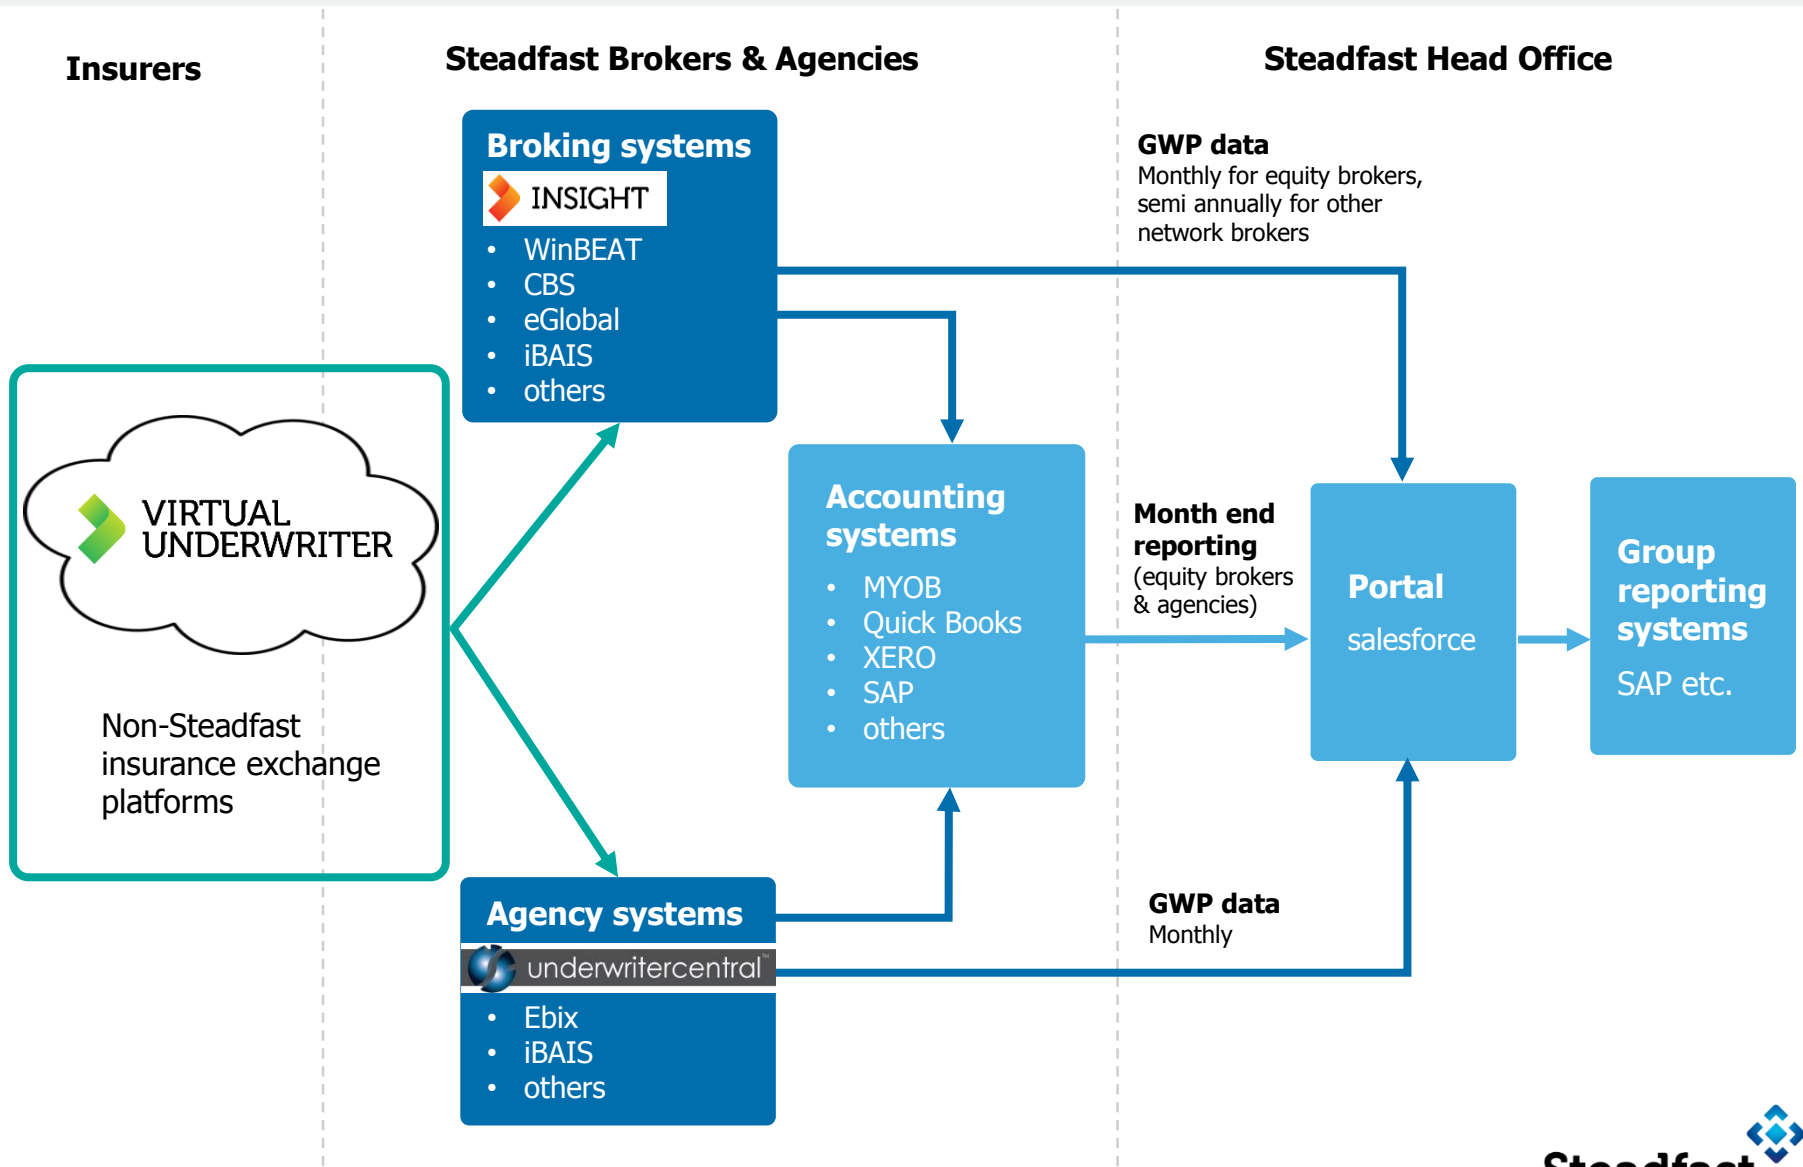 Insurers
Steadfast Brokers & Agencies
Steadfast Head Office
Broking systems
INSIGHT
• WinBEAT
• CBS
• eGlobal
• iBAIS
• others
GWP data
Monthly for equity brokers,
semi annually for other
network brokers
VIRTUAL
UNDERWRITER
Non-Steadfast
insurance exchange
platforms
Accounting
systems
• MYOB
• Quick Books
• XERO
• SAP
• others
Month end
reporting
(equity brokers
& agencies)
Portal
salesforce
Group
reporting
systems
SAP etc.
Agency systems
underwritercentral™
• Ebix
• iBAIS
• others
GWP data
Monthly
Steadfast